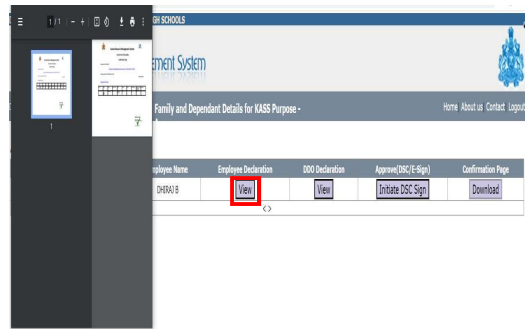 GH SCHOOLS
1 / 1
ement System
Family and Dependant Details for KASS Purpose -
Home About us Contact Logout
1
mployee Name Employee Declaration DDO Declaration Approve(DSC/E-Sign) Confirmation Page
DHIRAJ B View View Initiate DSC Sign Download